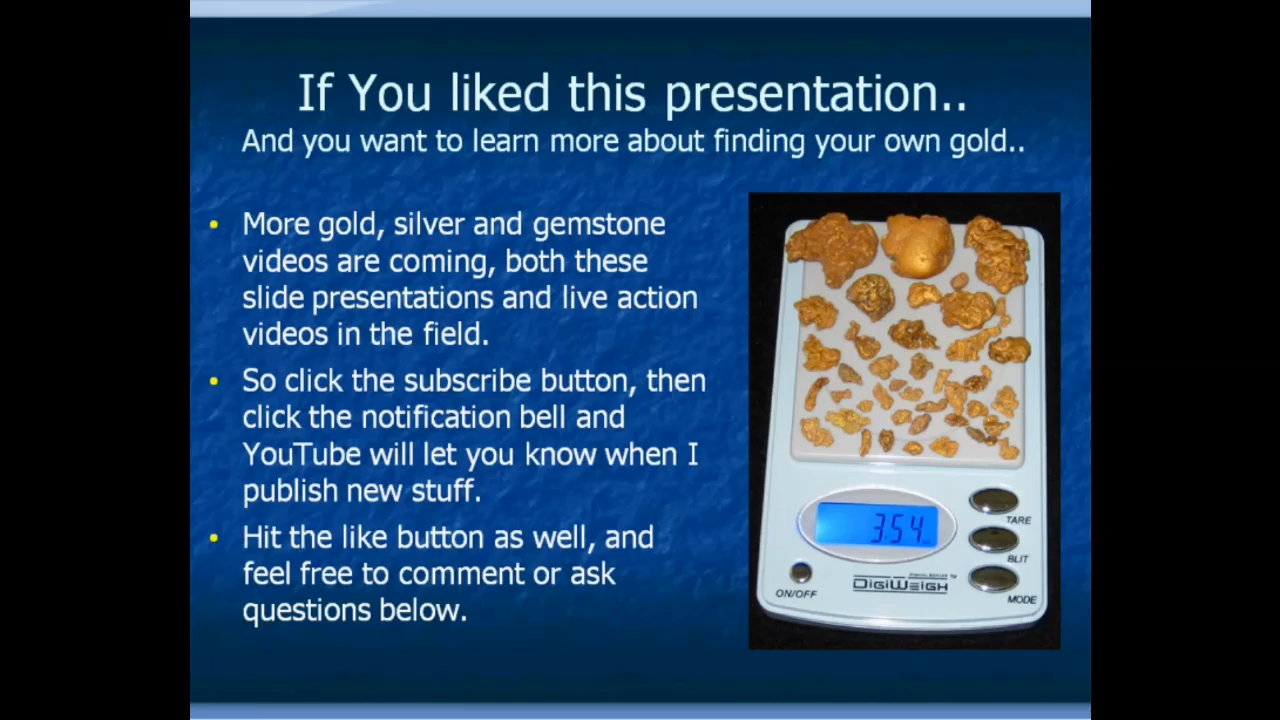 If You liked this presentation..
And you want to learn more about finding your own gold..
• More gold, silver and gemstone
videos are coming, both these
slide presentations and live action
videos in the field.
• So click the subscribe button, then
click the notification bell and
YouTube will let you know when I
publish new stuff.
• Hit the like button as well, and
feel free to comment or ask
questions below.
3.54
TARE
BLIT
MODE
ON/OFF
DIGIWEIGH